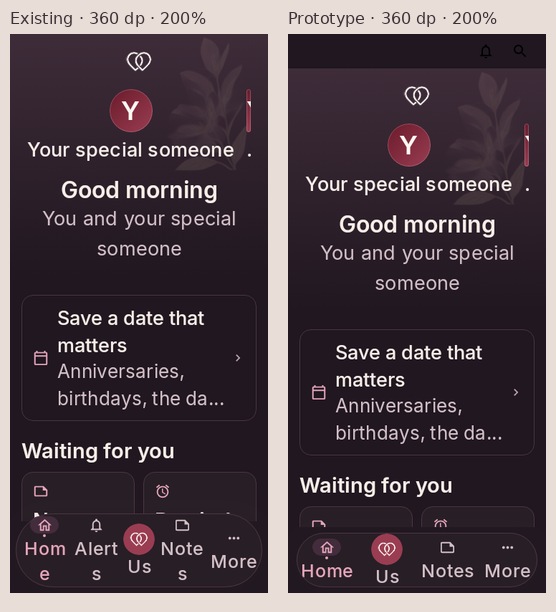 Existing · 360 dp · 200%
Y
Your special someone .
Good morning
You and your special
someone
Save a date that
matters
Anniversaries,
birthdays, the da...
Waiting for you
Hom
e
Alert
s
Us
Note
s
More
Prototype · 360 dp · 200%
Y
Your special someone .
Good morning
You and your special
someone
Save a date that
matters
Anniversaries,
birthdays, the da...
Waiting for you
Home
Us
Notes
More